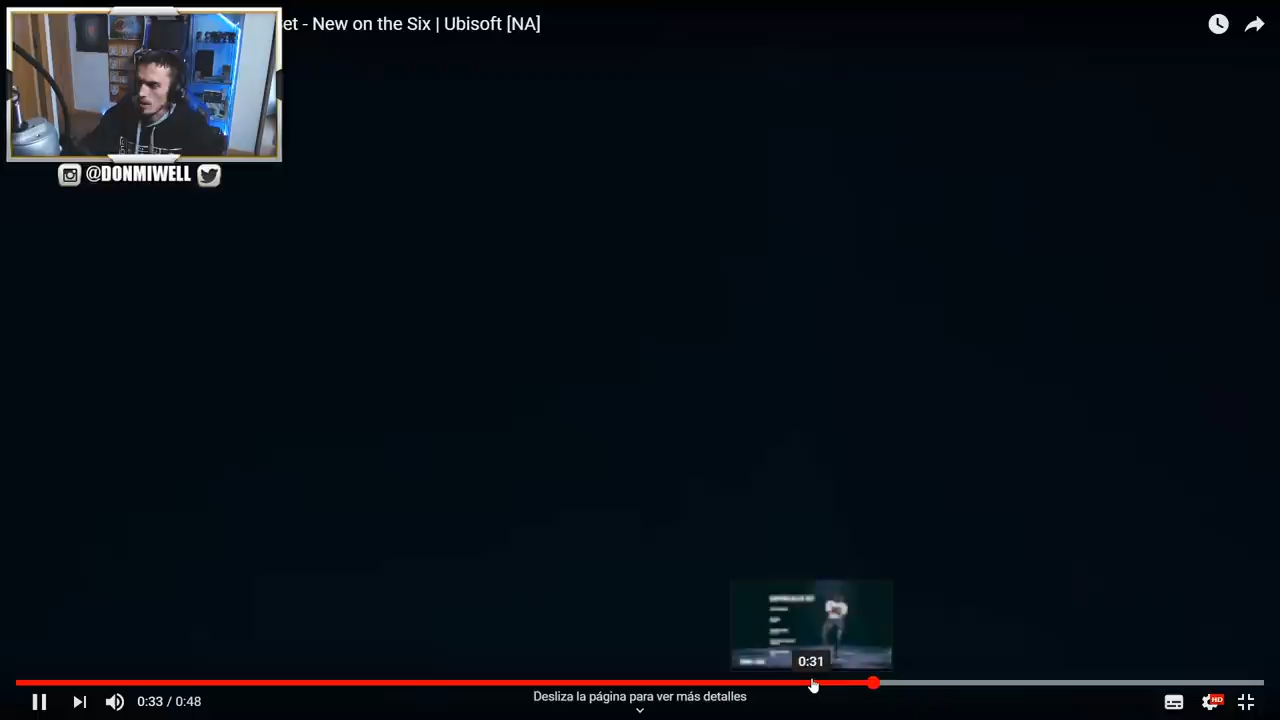 et - New on the Six | Ubisoft [NA]
@DONMIWELL
0:31
0:33 / 0:48
HD
Desliza la página para ver más detalles